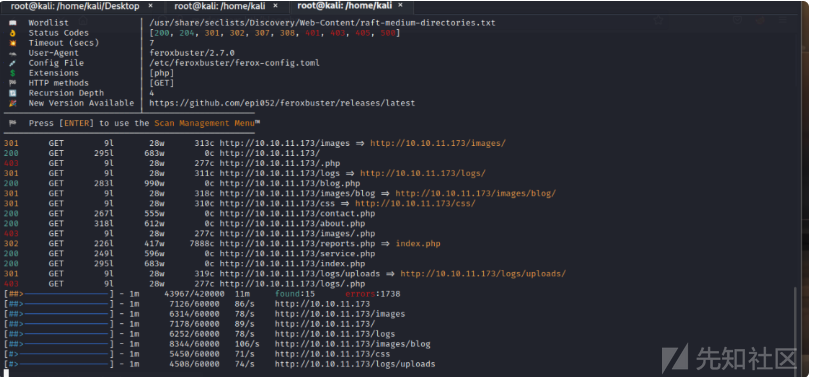 root@kali: /home/kali/Desktop × root@kali: /home/kali × root@kali: /home/kali ×
Wordlist │ /usr/share/seclists/Discovery/Web-Content/raft-medium-directories.txt
Status Codes │ [200, 204, 301, 302, 307, 308, 401, 403, 405, 500]
Timeout (secs) │ 7
User-Agent │ feroxbuster/2.7.0
Config File │ /etc/feroxbuster/ferox-config.toml
Extensions │ [php]
HTTP methods │ [GET]
Recursion Depth │ 4
New Version Available │ https://github.com/epi052/feroxbuster/releases/latest
Press [ENTER] to use the Scan Management Menu™
301 GET 9l 28w 313c http://10.10.11.173/images => http://10.10.11.173/images/
200 GET 295l 683w 0c http://10.10.11.173/
403 GET 9l 28w 277c http://10.10.11.173/.php
301 GET 9l 28w 311c http://10.10.11.173/logs => http://10.10.11.173/logs/
200 GET 283l 990w 0c http://10.10.11.173/blog.php
301 GET 9l 28w 318c http://10.10.11.173/images/blog => http://10.10.11.173/images/blog/
301 GET 9l 28w 310c http://10.10.11.173/css => http://10.10.11.173/css/
200 GET 267l 555w 0c http://10.10.11.173/contact.php
200 GET 318l 612w 0c http://10.10.11.173/about.php
403 GET 9l 28w 277c http://10.10.11.173/images/.php
302 GET 226l 417w 7888c http://10.10.11.173/reports.php => index.php
200 GET 249l 596w 0c http://10.10.11.173/service.php
200 GET 295l 683w 0c http://10.10.11.173/index.php
301 GET 9l 28w 319c http://10.10.11.173/logs/uploads => http://10.10.11.173/logs/uploads/
403 GET 9l 28w 277c http://10.10.11.173/logs/.php
[##>-----------------] - 1m 43967/420000 11m found:15 errors:1738
[##>-----------------] - 1m 7126/60000 86/s http://10.10.11.173
[##>-----------------] - 1m 6314/60000 78/s http://10.10.11.173/images
[##>-----------------] - 1m 7178/60000 89/s http://10.10.11.173/
[##>-----------------] - 1m 6252/60000 78/s http://10.10.11.173/logs
[##>-----------------] - 1m 8344/60000 106/s http://10.10.11.173/images/blog
[#>------------------] - 1m 5450/60000 71/s http://10.10.11.173/css
[#>------------------] - 1m 4508/60000 74/s http://10.10.11.173/logs/uploads
先知社区